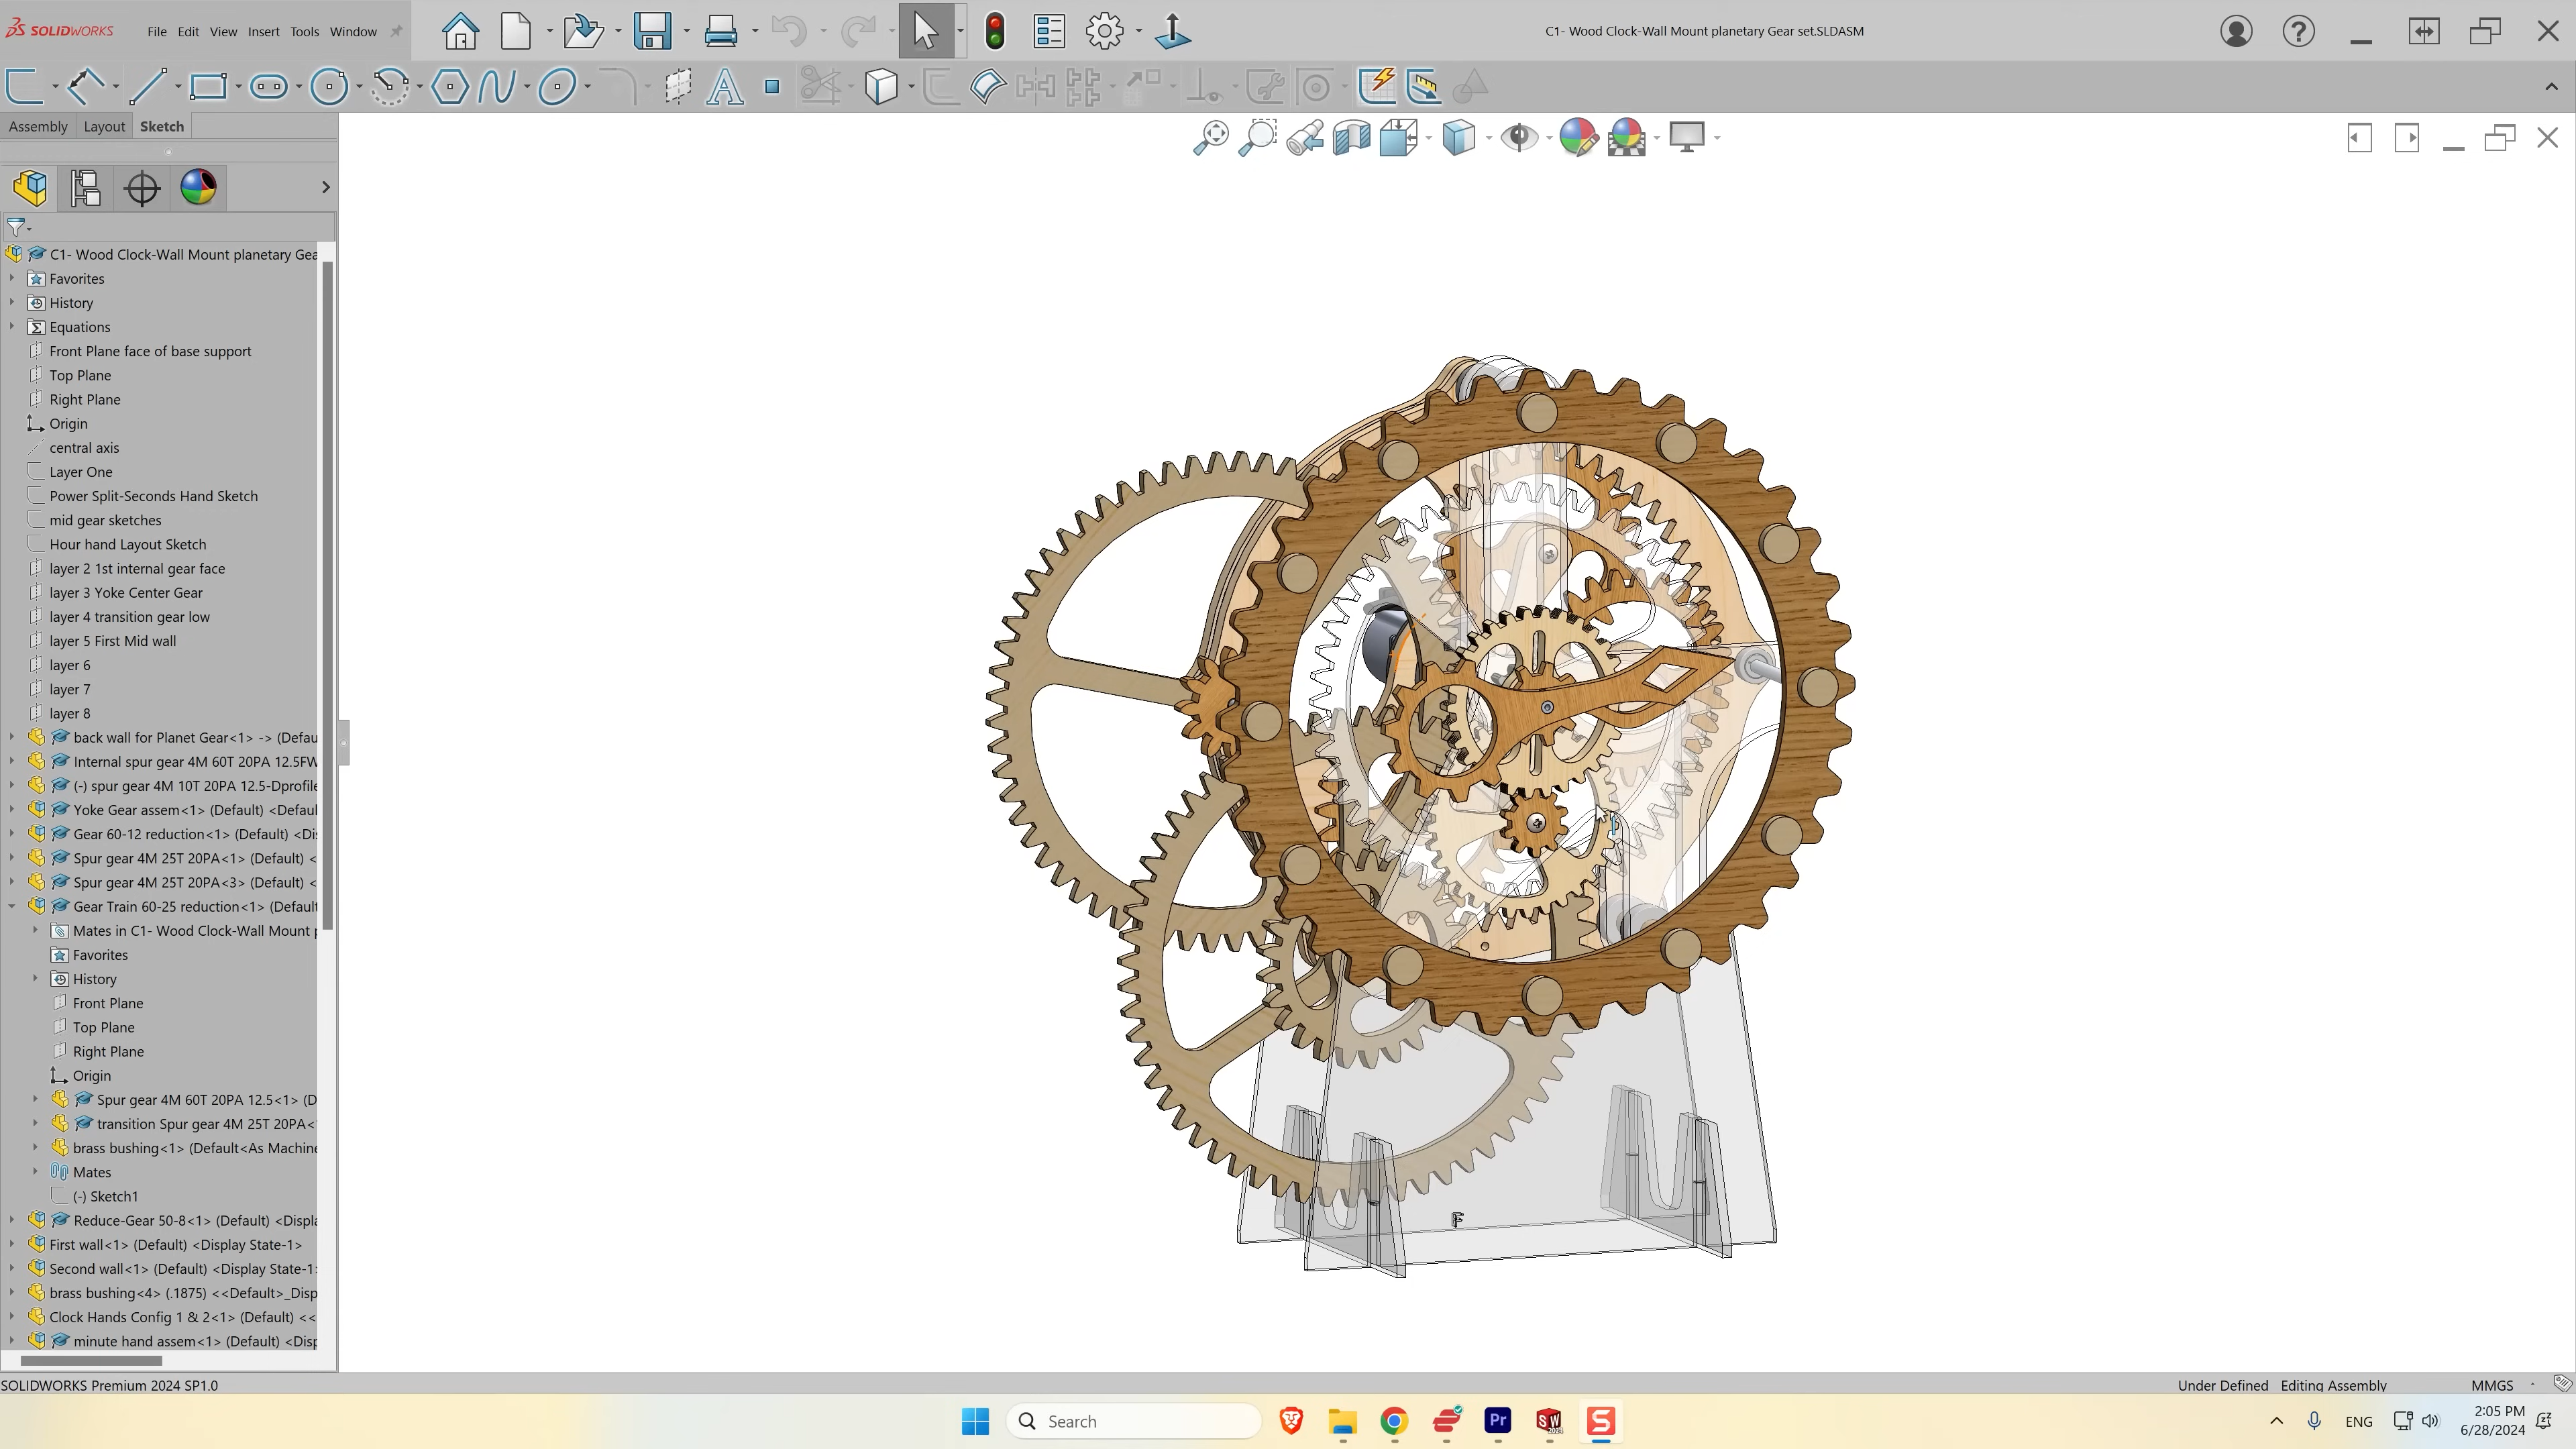 SOLIDWORKS File Edit View Insert Tools Window C1- Wood Clock-Wall Mount planetary Gear set.SLDASM
Assembly Layout Sketch
C1- Wood Clock-Wall Mount planetary Gea
Favorites
History
Equations
Front Plane face of base support
Top Plane
Right Plane
Origin
central axis
Layer One
Power Split-Seconds Hand Sketch
mid gear sketches
Hour hand Layout Sketch
layer 2 1st internal gear face
layer 3 Yoke Center Gear
layer 4 transition gear low
layer 5 First Mid wall
layer 6
layer 7
layer 8
back wall for Planet Gear<1> -> (Defau
Internal spur gear 4M 60T 20PA 12.5FW
(-) spur gear 4M 10T 20PA 12.5-Dprofile
Yoke Gear assem<1> (Default) <Defaul
Gear 60-12 reduction<1> (Default) <Dis
Spur gear 4M 25T 20PA<1> (Default) <
Spur gear 4M 25T 20PA<3> (Default) <
Gear Train 60-25 reduction<1> (Default
Mates in C1- Wood Clock-Wall Mount p
Favorites
History
Front Plane
Top Plane
Right Plane
Origin
Spur gear 4M 60T 20PA 12.5<1> (D
transition Spur gear 4M 25T 20PA<
brass bushing<1> (Default<As Machine
Mates
(-) Sketch1
Reduce-Gear 50-8<1> (Default) <Displa
First wall<1> (Default) <Display State-1>
Second wall<1> (Default) <Display State-1>
brass bushing<4> (.1875) <<Default>_Disp
Clock Hands Config 1 & 2<1> (Default) <<
minute hand assem<1> (Default) <Disp
F
SOLIDWORKS Premium 2024 SP1.0 Under Defined Editing Assembly MMGS
Search Pr SW 2024 S ENG 2:05 PM
6/28/2024